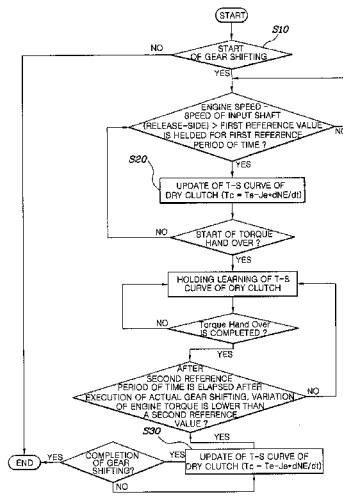 START
S10
NO
START
OF GEAR SHIFTING
YES
ENGINE SPEED
SPEED OF INPUT SHAFT
(RELEASE-SIDE) > FIRST REFERENCE VALUE
IS HELDED FOR FIRST REFERENCE
PERIOD OF TIME ?
NO
YES
S20
UPDATE OF T-S CURVE OF
DRY CLUTCH (Tc = Te-Je*dNE/dt)
NO
START OF TORQUE
HAND OVER ?
YES
HOLDING LEARNING OF T-S
CURVE OF DRY CLUTCH
NO
Torque Hand Over
IS COMPLETED ?
YES
AFTER
SECOND REFERENCE
PERIOD OF TIME IS ELAPSED AFTER
EXECUTION OF ACTUAL GEAR SHIFTING, VARIATION
OF ENGINE TORQUE IS LOWER THAN
A SECOND REFERENCE
VALUE ?
NO
S30
YES
END
YES
COMPLETION
OF GEAR
SHIFTING?
YES
UPDATE OF T-S CURVE OF
DRY CLUTCH (Tc = Te-Je*dNE/dt)
NO